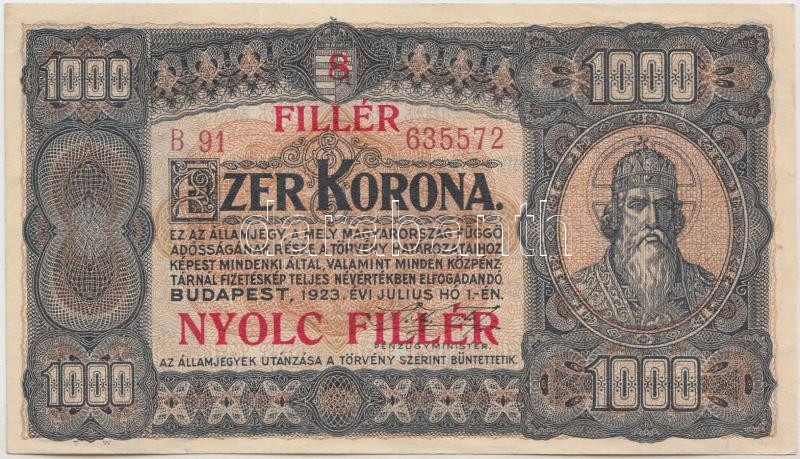 1000
8
1000
FILLÉR
B 91 635572
EZER KORONA.
darabanth
EZ AZ ÁLLAMJEGY, A MELY MAGYARORSZÁG FÜGGŐ
ADÓSSÁGÁNAK RÉSZE A TÖRVÉNY HATÁROZATAIHOZ
KÉPEST MINDENKI ÁLTAL, VALAMINT MINDEN KÖZPÉNZ-
TÁRNÁL FIZETÉSKÉP TELJES NÉVÉRTÉKBEN ELFOGADANDÓ.
BUDAPEST, 1923. ÉVI JULIUS HÓ 1-ÉN.
NYOLC FILLÉR
PÉNZÜGYMINISTER.
AZ ÁLLAMJEGYEK UTÁNZÁSA A TÖRVÉNY SZERINT BÜNTETTETIK.
1000
1000